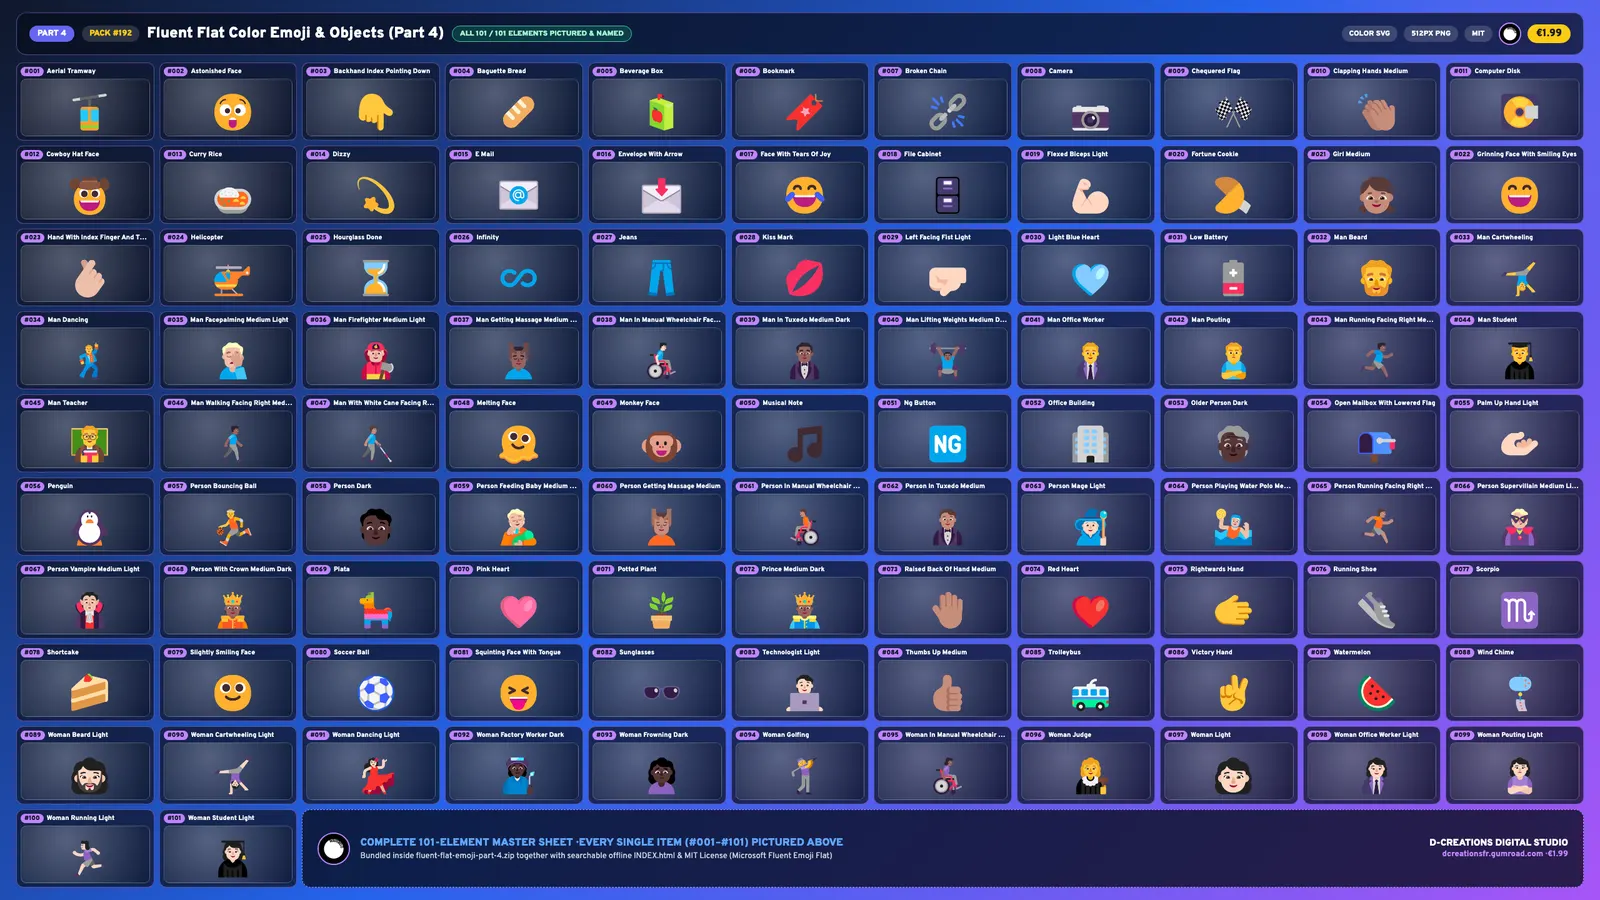 PART 4 PACK #192 Fluent Flat Color Emoji & Objects (Part 4) ALL 101 / 101 ELEMENTS PICTURED & NAMED COLOR SVG 512PX PNG MIT €1.99
#001 Aerial Tramway
#002 Astonished Face
#003 Backhand Index Pointing Down
#004 Baguette Bread
#005 Beverage Box
#006 Bookmark
#007 Broken Chain
#008 Camera
#009 Chequered Flag
#010 Clapping Hands Medium
#011 Computer Disk
#012 Cowboy Hat Face
#013 Curry Rice
#014 Dizzy
#015 E Mail
#016 Envelope With Arrow
#017 Face With Tears Of Joy
#018 File Cabinet
#019 Flexed Biceps Light
#020 Fortune Cookie
#021 Girl Medium
#022 Grinning Face With Smiling Eyes
@
#023 Hand With Index Finger And T...
#024 Helicopter
#025 Hourglass Done
#026 Infinity
#027 Jeans
#028 Kiss Mark
#029 Left Facing Fist Light
#030 Light Blue Heart
#031 Low Battery
#032 Man Beard
#033 Man Cartwheeling
#034 Man Dancing
#035 Man Facepalming Medium Light
#036 Man Firefighter Medium Light
#037 Man Getting Massage Medium ...
#038 Man In Manual Wheelchair Fac...
#039 Man In Tuxedo Medium Dark
#040 Man Lifting Weights Medium D...
#041 Man Office Worker
#042 Man Pouting
#043 Man Running Facing Right Me...
#044 Man Student
#045 Man Teacher
#046 Man Walking Facing Right Med...
#047 Man With White Cane Facing R...
#048 Melting Face
#049 Monkey Face
#050 Musical Note
#051 Ng Button
#052 Office Building
#053 Older Person Dark
#054 Open Mailbox With Lowered Flag
#055 Palm Up Hand Light
NG
#056 Penguin
#057 Person Bouncing Ball
#058 Person Dark
#059 Person Feeding Baby Medium ...
#060 Person Getting Massage Medium
#061 Person In Manual Wheelchair ...
#062 Person In Tuxedo Medium
#063 Person Mage Light
#064 Person Playing Water Polo Me...
#065 Person Running Facing Right ...
#066 Person Supervillain Medium Li...
#067 Person Vampire Medium Light
#068 Person With Crown Medium Dark
#069 Piata
#070 Pink Heart
#071 Potted Plant
#072 Prince Medium Dark
#073 Raised Back Of Hand Medium
#074 Red Heart
#075 Rightwards Hand
#076 Running Shoe
#077 Scorpio
#078 Shortcake
#079 Slightly Smiling Face
#080 Soccer Ball
#081 Squinting Face With Tongue
#082 Sunglasses
#083 Technologist Light
#084 Thumbs Up Medium
#085 Trolleybus
#086 Victory Hand
#087 Watermelon
#088 Wind Chime
#089 Woman Beard Light
#090 Woman Cartwheeling Light
#091 Woman Dancing Light
#092 Woman Factory Worker Dark
#093 Woman Frowning Dark
#094 Woman Golfing
#095 Woman In Manual Wheelchair ...
#096 Woman Judge
#097 Woman Light
#098 Woman Office Worker Light
#099 Woman Pouting Light
#100 Woman Running Light
#101 Woman Student Light
COMPLETE 101-ELEMENT MASTER SHEET · EVERY SINGLE ITEM (#001–#101) PICTURED ABOVE
Bundled inside fluent-flat-emoji-part-4.zip together with searchable offline INDEX.html & MIT License (Microsoft Fluent Emoji Flat)
D-CREATIONS DIGITAL STUDIO
dcreationsfr.gumroad.com · €1.99